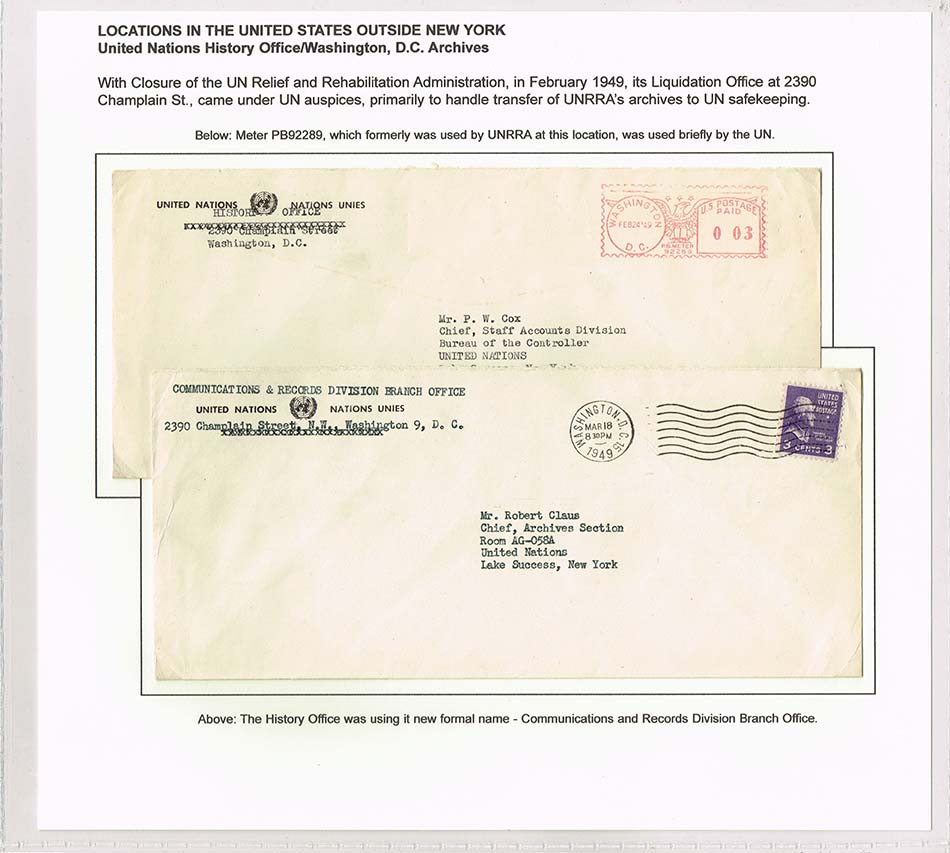 LOCATIONS IN THE UNITED STATES OUTSIDE NEW YORK
United Nations History Office/Washington, D.C. Archives
With Closure of the UN Relief and Rehabilitation Administration, in February 1949, its Liquidation Office at 2390
Champlain St., came under UN auspices, primarily to handle transfer of UNRRA's archives to UN safekeeping.
Below: Meter PB92289, which formerly was used by UNRRA at this location, was used briefly by the UN.
UNITED NATIONS NATIONS UNIES
HISTORY OFFICE
2390 Champlain Street
Washington, D.C.
WASHINGTON
FEB24'49
D.C.
P.B. METER
U.S. POSTAGE
PAID
0 03
Mr. P. W. Cox
Chief, Staff Accounts Division
Bureau of the Controller
UNITED NATIONS
COMMUNICATIONS & RECORDS DIVISION BRANCH OFFICE
UNITED NATIONS NATIONS UNIES
2390 Champlain Street, N.W., Washington 9, D. C.
WASHINGTON, D.C. 15
MAR 18
8 30 PM
1949
UNITED
STATES
POSTAGE
3 CENTS 3
Mr. Robert Claus
Chief, Archives Section
Room AG-058A
United Nations
Lake Success, New York
Above: The History Office was using it new formal name - Communications and Records Division Branch Office.